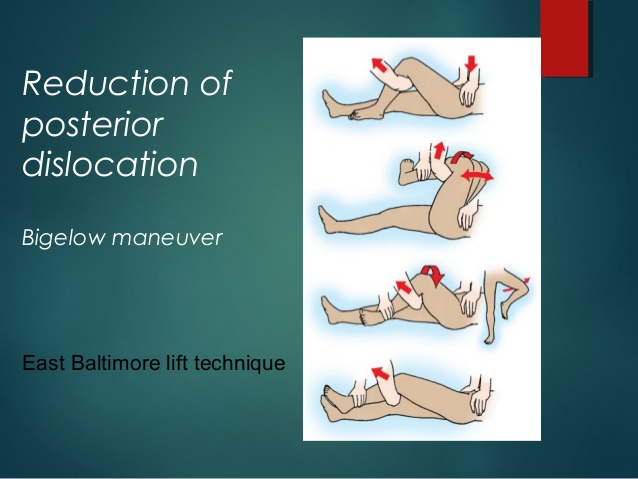 Reduction of
posterior
dislocation
Bigelow maneuver
East Baltimore lift technique